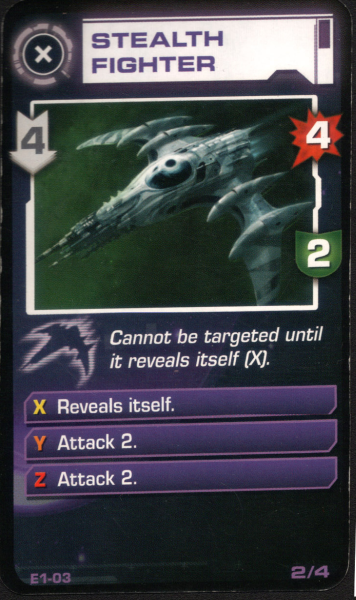 X
STEALTH
FIGHTER
4
4
2
Cannot be targeted until
it reveals itself (X).
X Reveals itself.
Y Attack 2.
Z Attack 2.
E1-03
2/4